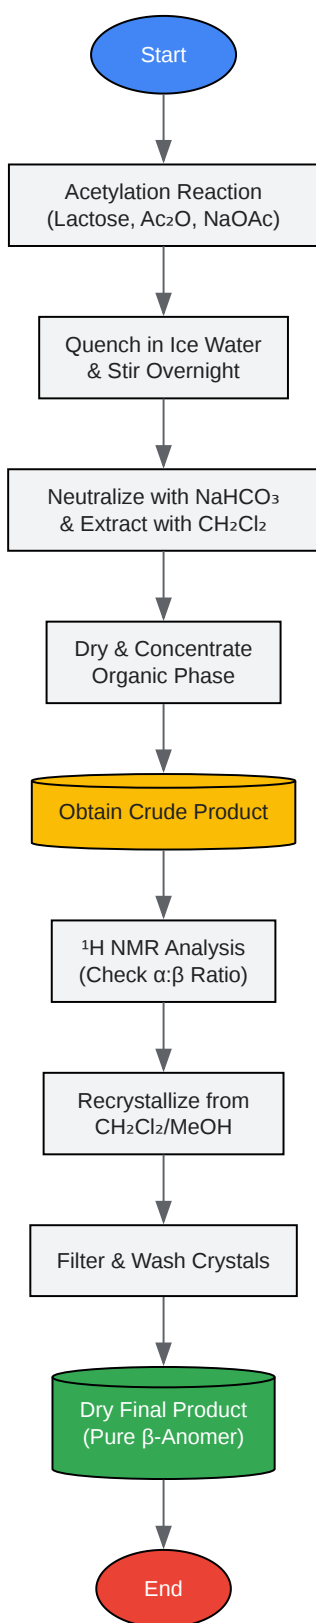 Start
Acetylation Reaction
(Lactose, Ac₂O, NaOAc)
Quench in Ice Water
& Stir Overnight
Neutralize with NaHCO₃
& Extract with CH₂Cl₂
Dry & Concentrate
Organic Phase
Obtain Crude Product
¹H NMR Analysis
(Check α:β Ratio)
Recrystallize from
CH₂Cl₂/MeOH
Filter & Wash Crystals
Dry Final Product
(Pure β-Anomer)
End